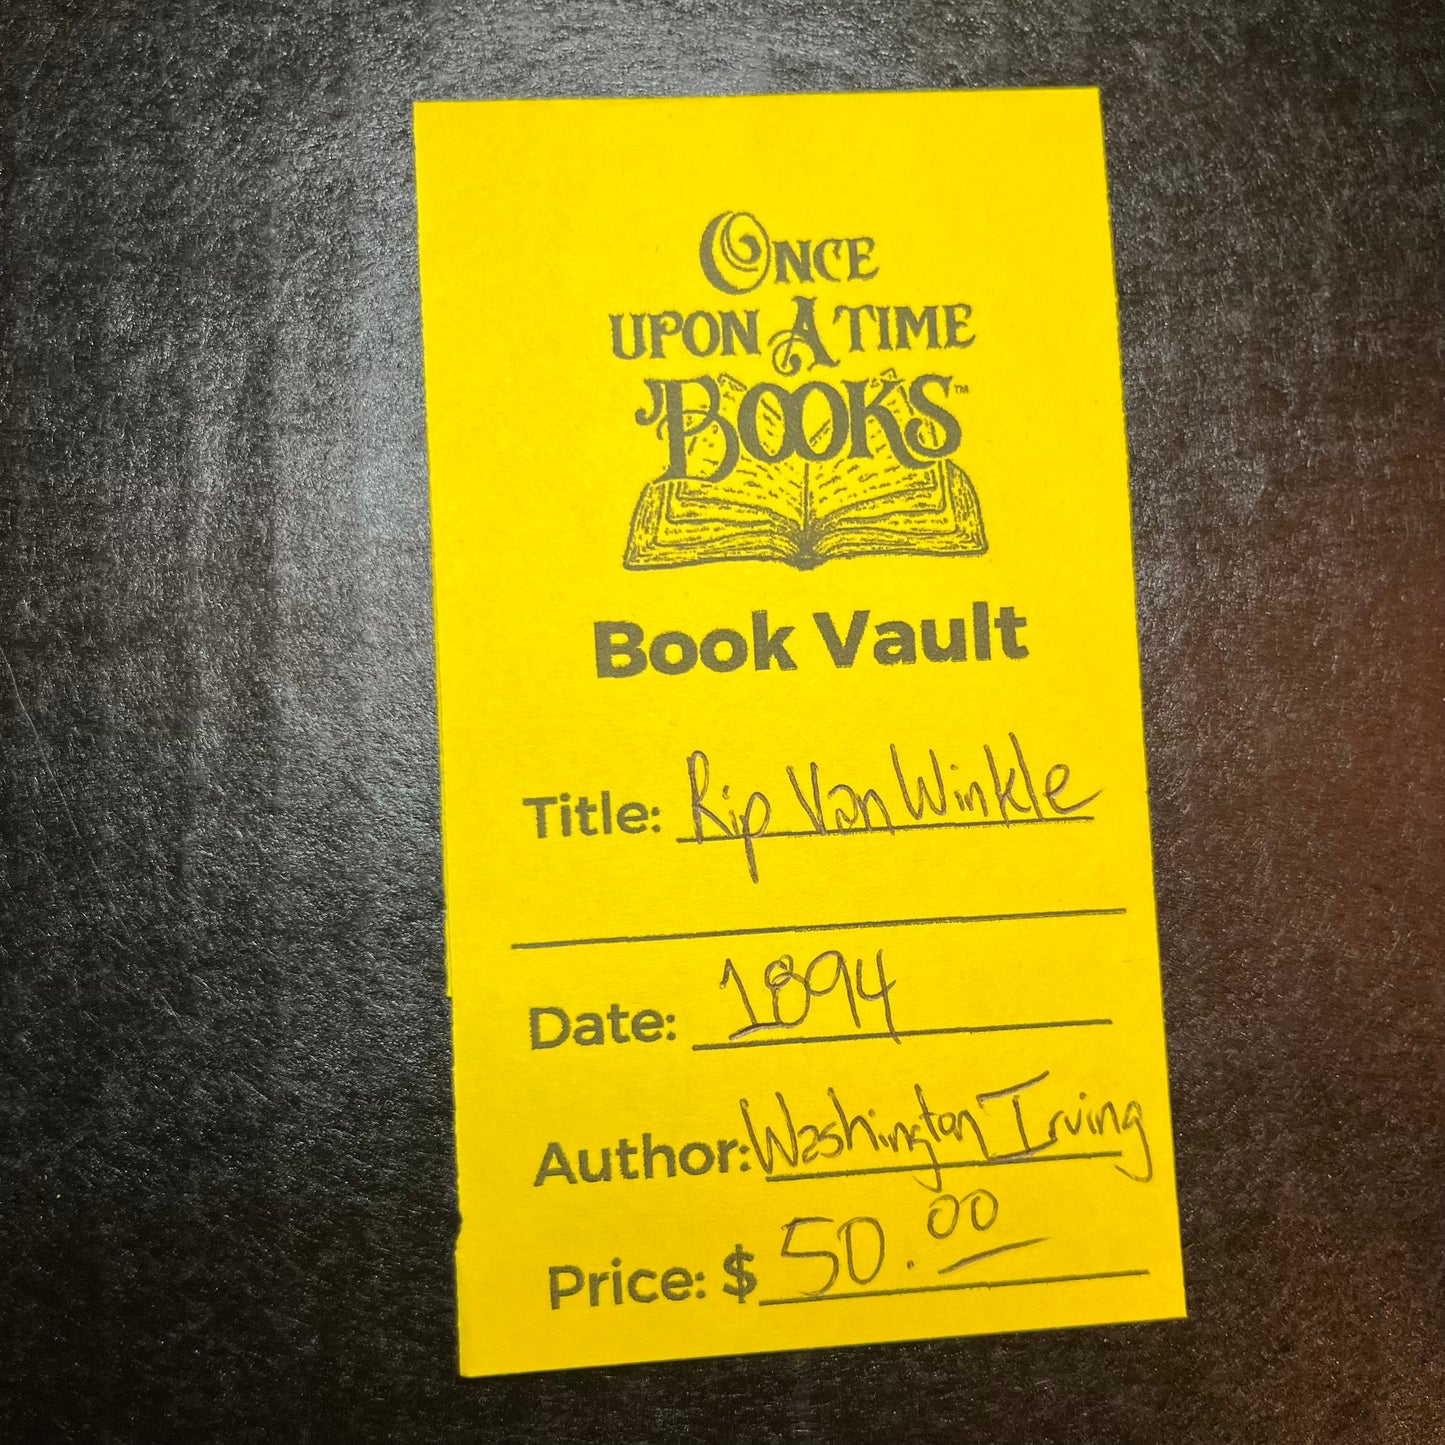 ONCE
UPON A TIME
BOOKS™
Book Vault
Title: Rip Van Winkle
Date: 1894
Author: Washington Irving
Price: $ 50.00